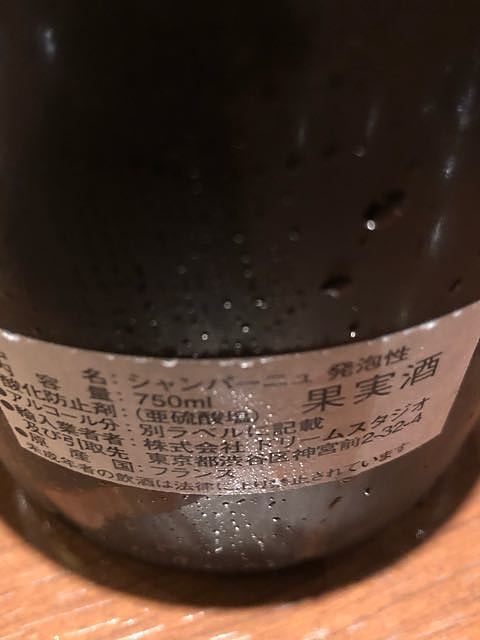 名：シャンパーニュ 発泡性
内容量：750ml 果実酒
酸化防止剤：(亜硫酸塩)
●アルコール分：別ラベルに記載
●輸入業者：株式会社ドリームスタジオ
及び引取先 東京都渋谷区神宮前2-32-4
●原産国：フランス
未成年者の飲酒は法律により禁止されています